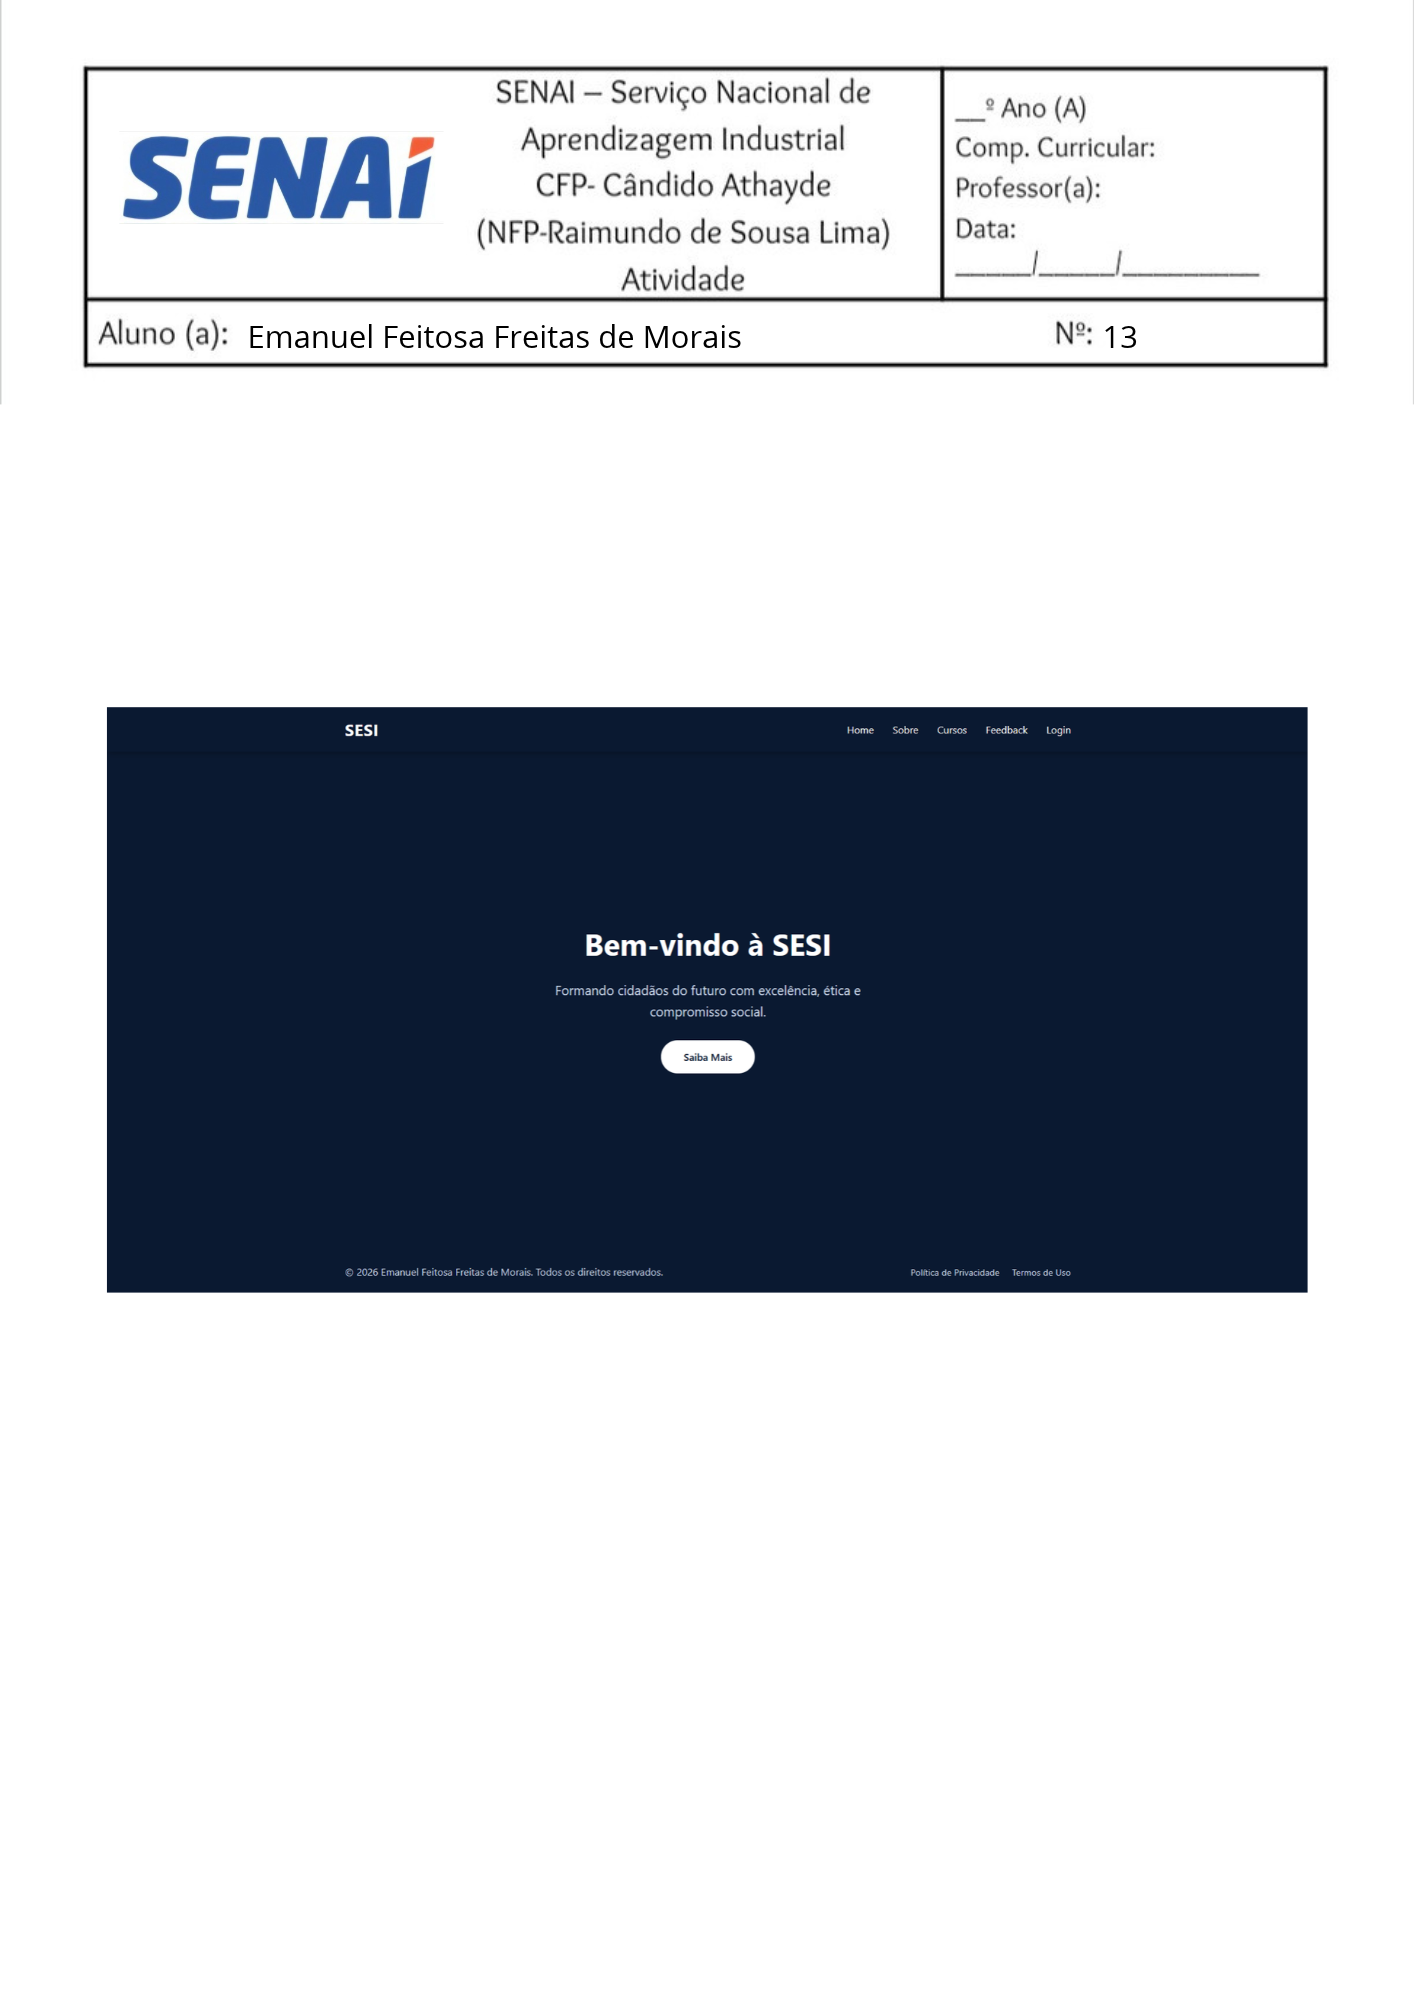 SENAI
SENAI – Serviço Nacional de
Aprendizagem Industrial
CFP- Cândido Athayde
(NFP-Raimundo de Sousa Lima)
Atividade
__º Ano (A)
Comp. Curricular:
Professor(a):
Data:
_____/_____/_________
Aluno (a): Emanuel Feitosa Freitas de Morais Nº: 13
SESI Home Sobre Cursos Feedback Login
Bem-vindo à SESI
Formando cidadãos do futuro com excelência, ética e
compromisso social.
Saiba Mais
© 2026 Emanuel Feitosa Freitas de Morais. Todos os direitos reservados. Política de Privacidade Termos de Uso